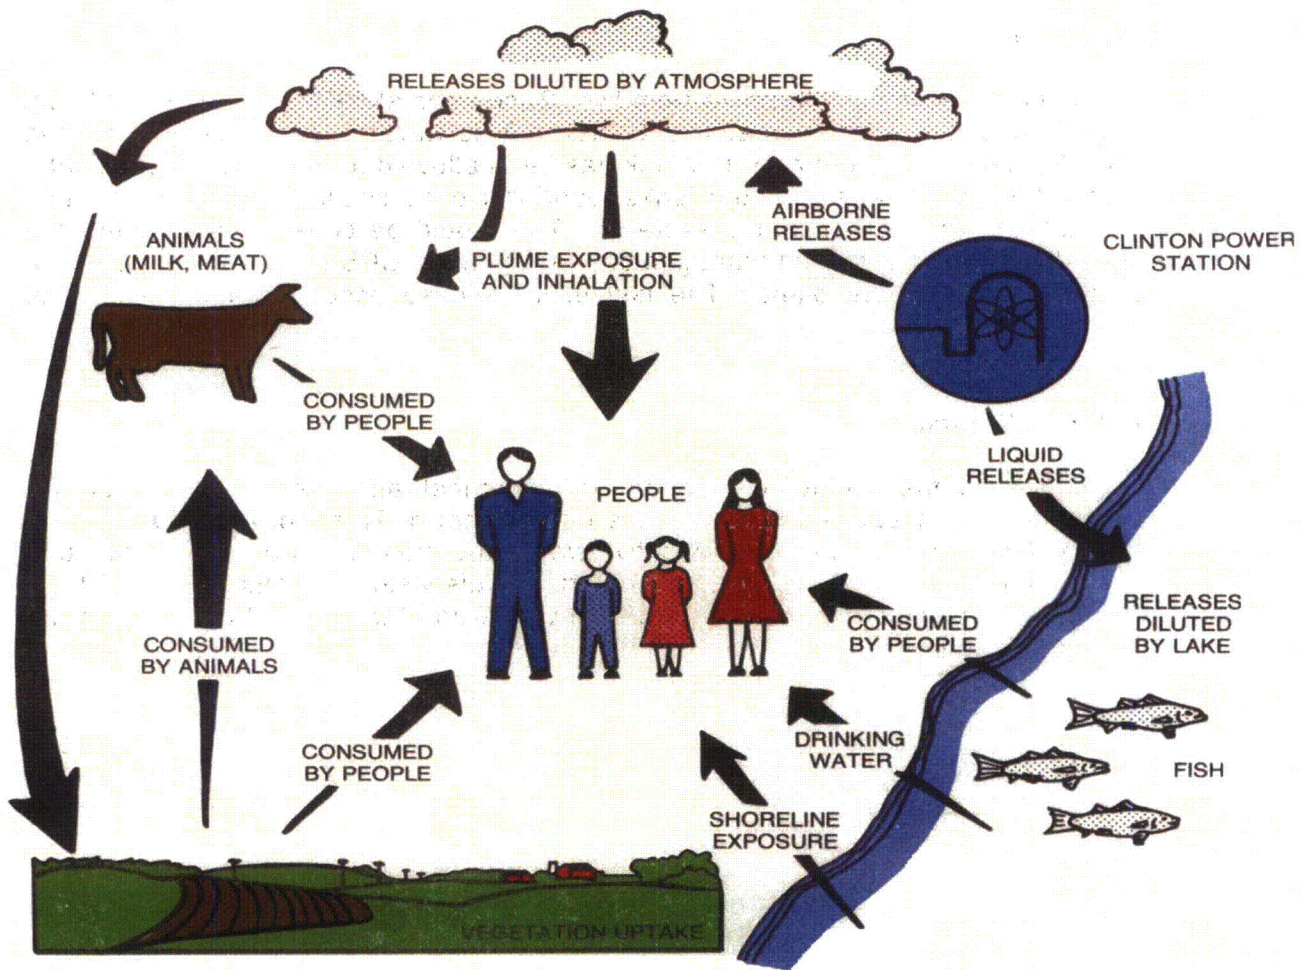 RELEASES DILUTED BY ATMOSPHERE
AIRBORNE
RELEASES
CLINTON POWER
STATION
ANIMALS
(MILK, MEAT)
PLUME EXPOSURE
AND INHALATION
CONSUMED
BY PEOPLE
LIQUID
RELEASES
PEOPLE
RELEASES
DILUTED
BY LAKE
CONSUMED
BY PEOPLE
CONSUMED
BY ANIMALS
DRINKING
WATER
CONSUMED
BY PEOPLE
FISH
SHORELINE
EXPOSURE
VEGETATION UPTAKE